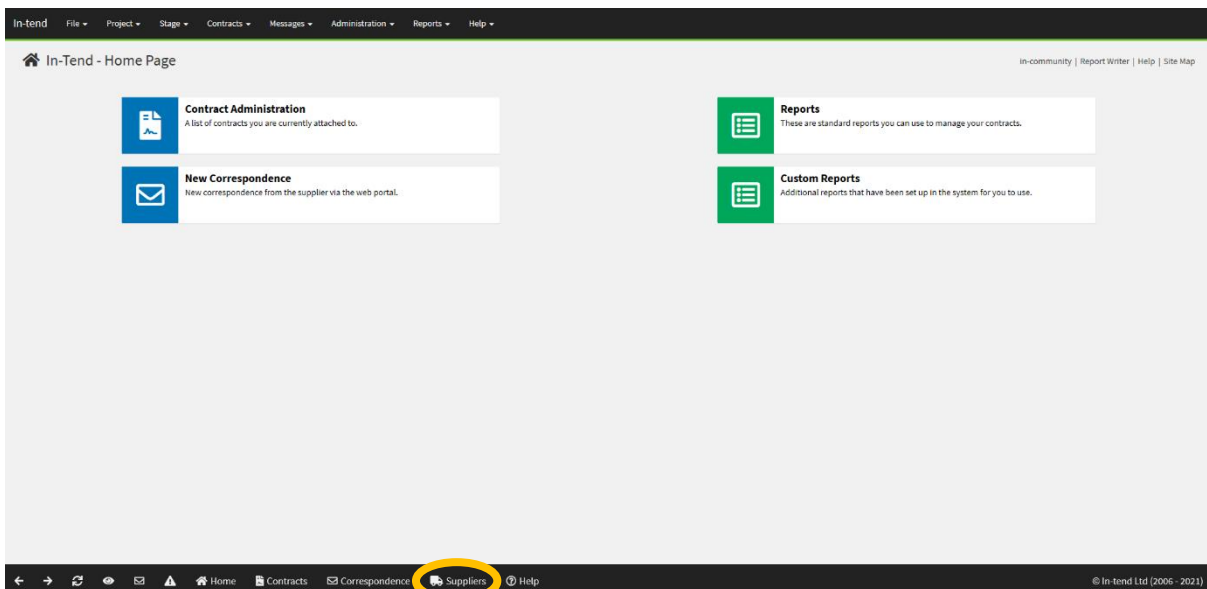 In-tend File Project Stage Contracts Messages Administration Reports Help
In-Tend - Home Page
In-community | Report Writer | Help | Site Map
Contract Administration
A list of contracts you are currently attached to.
Reports
These are standard reports you can use to manage your contracts.
New Correspondence
New correspondence from the supplier via the web portal.
Custom Reports
Additional reports that have been set up in the system for you to use.
Home Contracts Correspondence Suppliers Help
© In-tend Ltd (2006 - 2021)